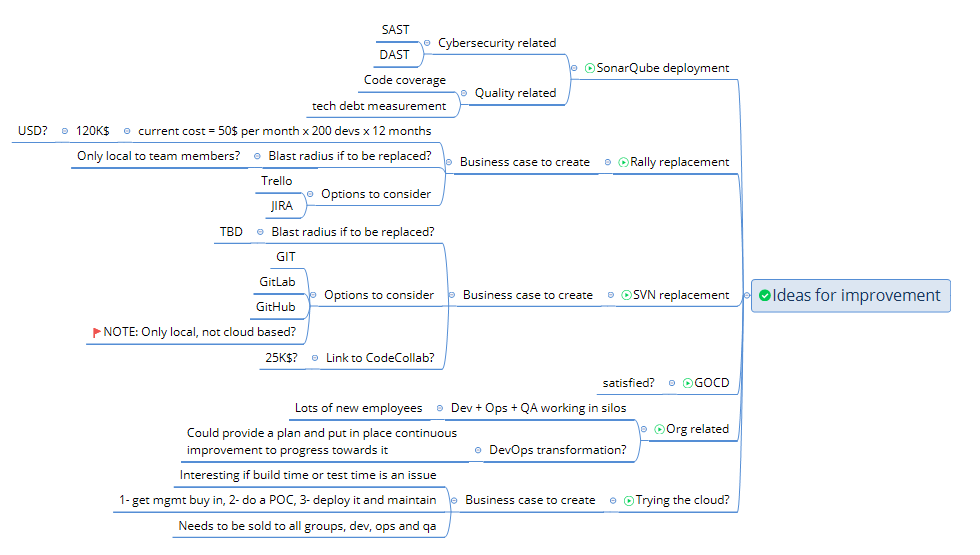 SAST
Cybersecurity related
DAST
SonarQube deployment
Code coverage
Quality related
tech debt measurement
USD?
120K$
current cost = 50$ per month x 200 devs x 12 months
Only local to team members?
Blast radius if to be replaced?
Business case to create
Rally replacement
Trello
Options to consider
JIRA
TBD
Blast radius if to be replaced?
GIT
GitLab
Options to consider
Business case to create
SVN replacement
Ideas for improvement
GitHub
NOTE: Only local, not cloud based?
25K$?
Link to CodeCollab?
satisfied?
GOCD
Lots of new employees
Dev + Ops + QA working in silos
Org related
Could provide a plan and put in place continuous
improvement to progress towards it
DevOps transformation?
Interesting if build time or test time is an issue
1- get mgmt buy in, 2- do a POC, 3- deploy it and maintain
Business case to create
Trying the cloud?
Needs to be sold to all groups, dev, ops and qa